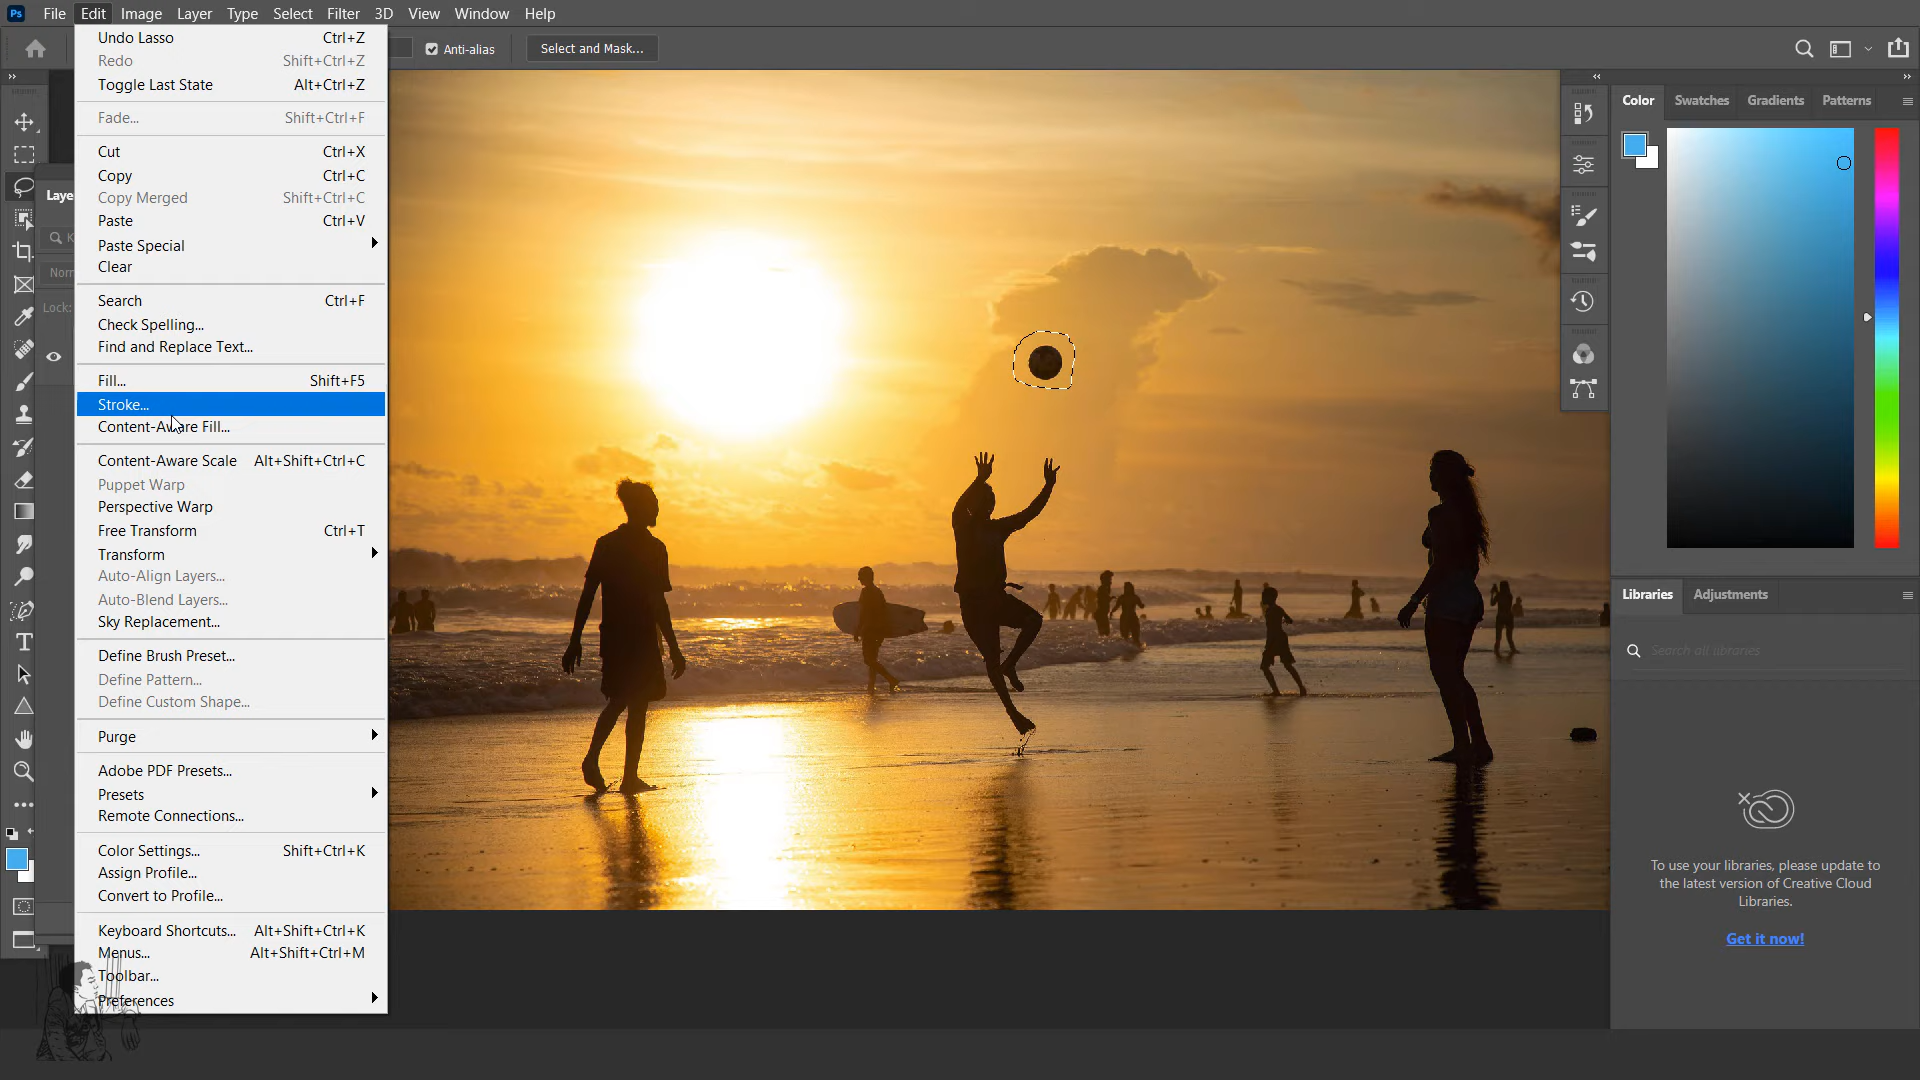 Ps File Edit Image Layer Type Select Filter 3D View Window Help
Anti-alias
Select and Mask...
Undo Lasso Ctrl+Z
Redo Shift+Ctrl+Z
Toggle Last State Alt+Ctrl+Z
Fade... Shift+Ctrl+F
Cut Ctrl+X
Copy Ctrl+C
Copy Merged Shift+Ctrl+C
Paste Ctrl+V
Paste Special
Clear
Search Ctrl+F
Check Spelling...
Find and Replace Text...
Fill... Shift+F5
Stroke...
Content-Aware Fill...
Content-Aware Scale Alt+Shift+Ctrl+C
Puppet Warp
Perspective Warp
Free Transform Ctrl+T
Transform
Auto-Align Layers...
Auto-Blend Layers...
Sky Replacement...
Define Brush Preset...
Define Pattern...
Define Custom Shape...
Purge
Adobe PDF Presets...
Presets
Remote Connections...
Color Settings... Shift+Ctrl+K
Assign Profile...
Convert to Profile...
Keyboard Shortcuts... Alt+Shift+Ctrl+K
Menus... Alt+Shift+Ctrl+M
Toolbar...
Preferences
Laye
K
Norm
Lock:
Color Swatches Gradients Patterns
Libraries Adjustments
Search all libraries
To use your libraries, please update to
the latest version of Creative Cloud
Libraries.
Get it now!